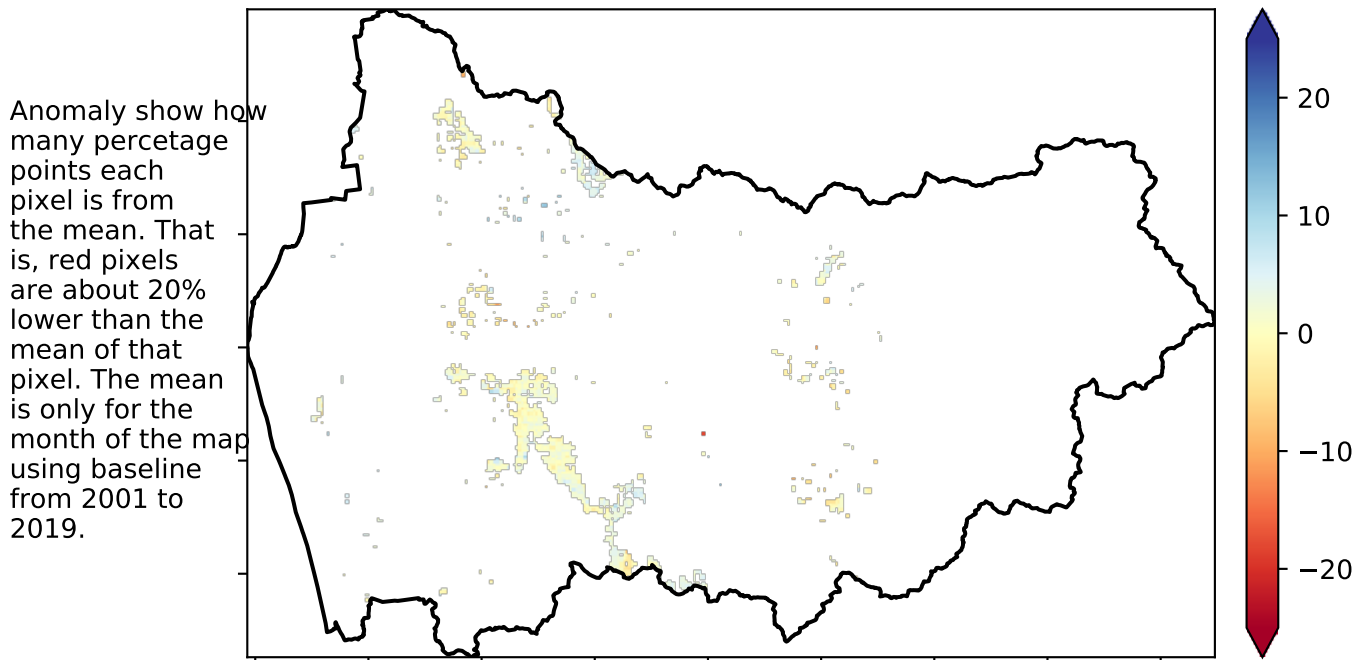 Anomaly show how
many percetage
points each
pixel is from
the mean. That
is, red pixels
are about 20%
lower than the
mean of that
pixel. The mean
is only for the
month of the map
using baseline
from 2001 to
2019.
20
10
0
−10
−20